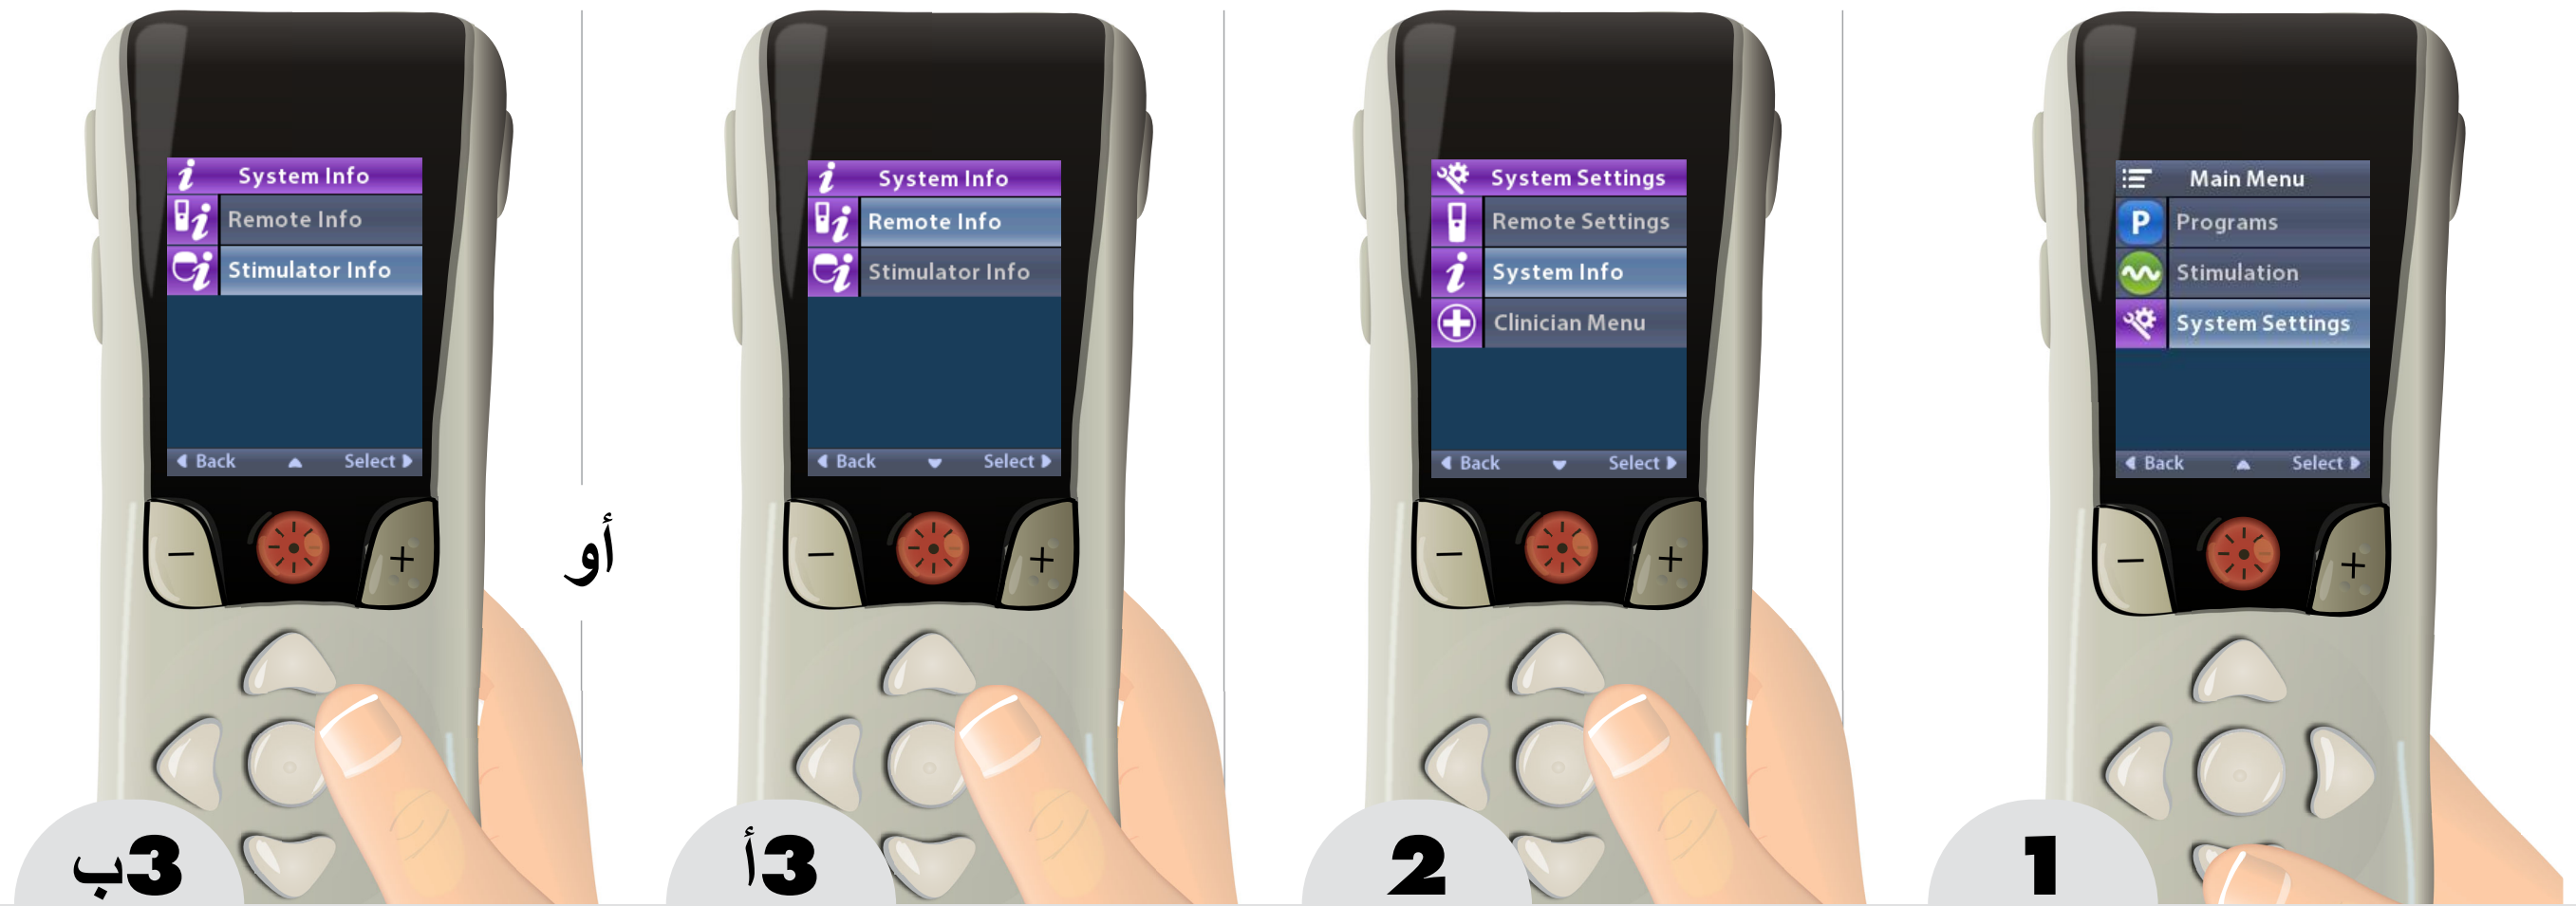 Main Menu
P Programs
Stimulation
System Settings
Back Select
1
System Settings
Remote Settings
i System Info
Clinician Menu
Back Select
2
i System Info
i Remote Info
i Stimulator Info
Back Select
3أ
أو
i System Info
i Remote Info
i Stimulator Info
Back Select
3ب